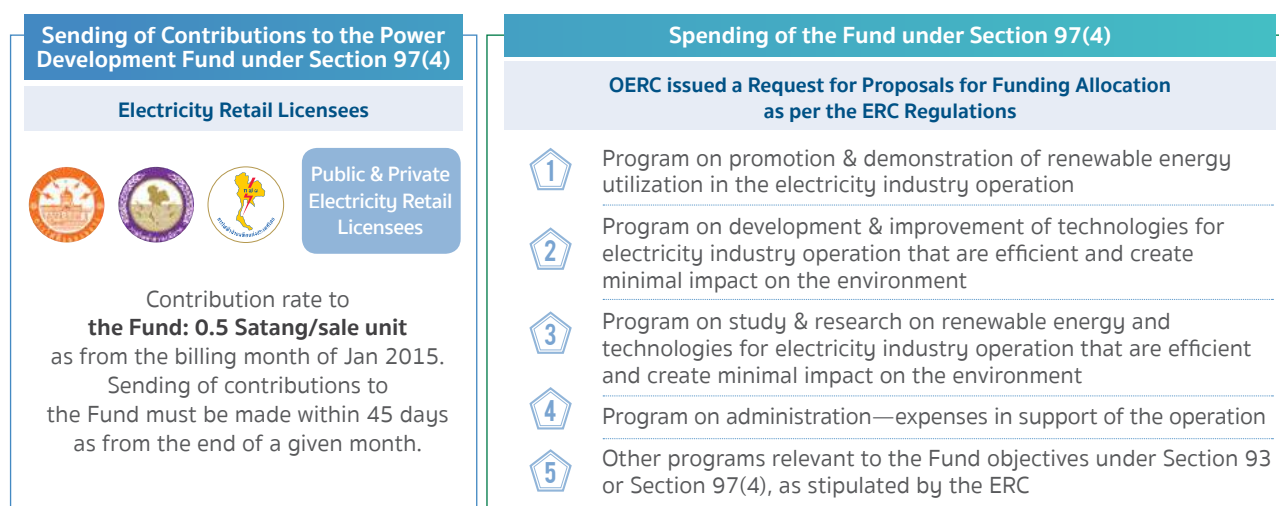 Sending of Contributions to the Power
Development Fund under Section 97(4)
Electricity Retail Licensees
Public & Private
Electricity Retail
Licensees
Contribution rate to
the Fund: 0.5 Satang/sale unit
as from the billing month of Jan 2015.
Sending of contributions to
the Fund must be made within 45 days
as from the end of a given month.
Spending of the Fund under Section 97(4)
OERC issued a Request for Proposals for Funding Allocation
as per the ERC Regulations
1
Program on promotion & demonstration of renewable energy
utilization in the electricity industry operation
2
Program on development & improvement of technologies for
electricity industry operation that are efficient and create
minimal impact on the environment
3
Program on study & research on renewable energy and
technologies for electricity industry operation that are efficient
and create minimal impact on the environment
4
Program on administration—expenses in support of the operation
5
Other programs relevant to the Fund objectives under Section 93
or Section 97(4), as stipulated by the ERC